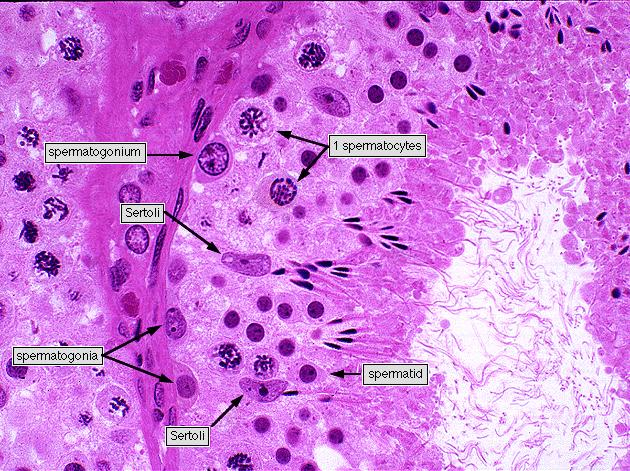 spermatogonium
1 spermatocytes
Sertoli
spermatogonia
spermatid
Sertoli